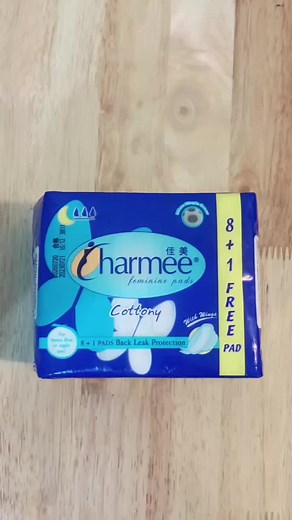 佳美
Charmee®
feminine pads
Cottony
With Wings
8 + 1 PADS Back Leak Protection
8 + 1 FREE
PAD